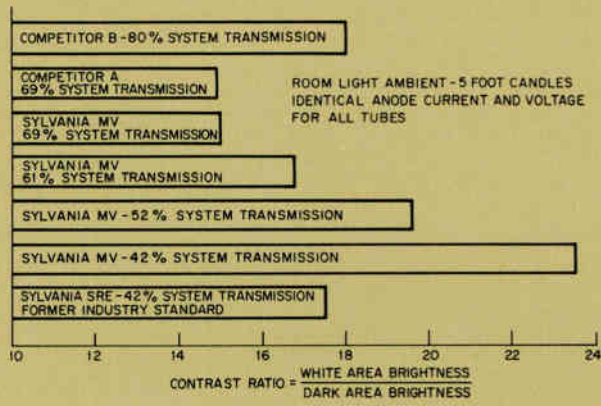 COMPETITOR B-80% SYSTEM TRANSMISSION
COMPETITOR A
69% SYSTEM TRANSMISSION
ROOM LIGHT AMBIENT-5 FOOT CANDLES
IDENTICAL ANODE CURRENT AND VOLTAGE
FOR ALL TUBES
SYLVANIA MV
69% SYSTEM TRANSMISSION
SYLVANIA MV
61% SYSTEM TRANSMISSION
SYLVANIA MV-52% SYSTEM TRANSMISSION
SYLVANIA MV-42% SYSTEM TRANSMISSION
SYLVANIA SRE-42% SYSTEM TRANSMISSION
FORMER INDUSTRY STANDARD
10 12 14 16 18 20 22 24
CONTRAST RATIO = WHITE AREA BRIGHTNESS
DARK AREA BRIGHTNESS